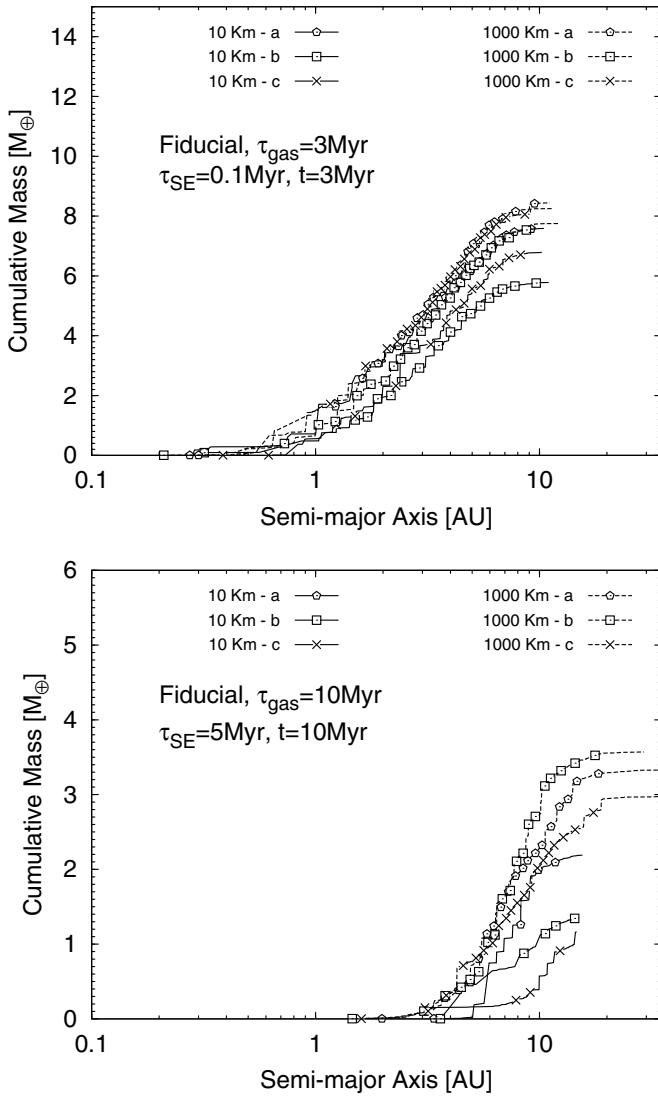 15
14
12
10
8
6
4
2
0
Cumulative Mass [M⊕]
10 Km - a
10 Km - b
10 Km - c
1000 Km - a
1000 Km - b
1000 Km - c
Fiducial, τgas=3Myr
τSE=0.1Myr, t=3Myr
0.1 1 10
Semi-major Axis [AU]
6
5
4
3
2
1
0
Cumulative Mass [M⊕]
10 Km - a
10 Km - b
10 Km - c
1000 Km - a
1000 Km - b
1000 Km - c
Fiducial, τgas=10Myr
τSE=5Myr, t=10Myr
0.1 1 10
Semi-major Axis [AU]